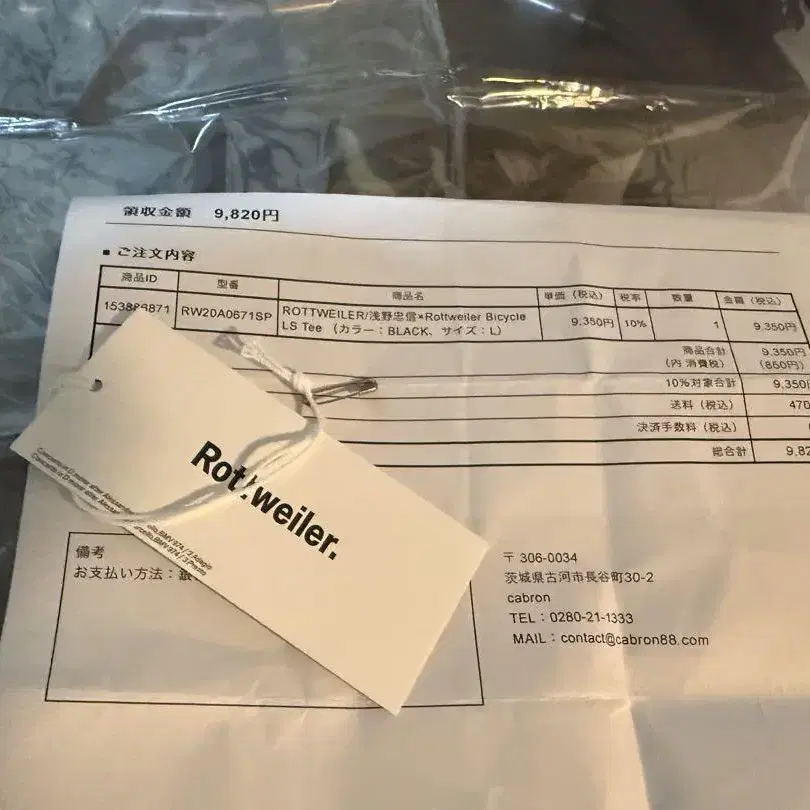 領収金額 9,820円
■ ご注文内容
商品ID 型番 商品名 単価（税込） 税率 数量 金額（税込）
RW20A0671SP ROTTWEILER/浅野忠信×Rottweiler Bicycle 9,350円 10% 1 9,350円
LS Tee （カラー：BLACK、サイズ：L）
商品合計 9,350円
（内 消費税） （850円）
10%対象合計 9,350
送料（税込） 470
決済手数料（税込）
総合計 9,82
Rottweiler.
備考
お支払い方法：銀
〒306-0034
茨城県古河市長谷町30-2
cabron
TEL：0280-21-1333
MAIL：contact@cabron88.com